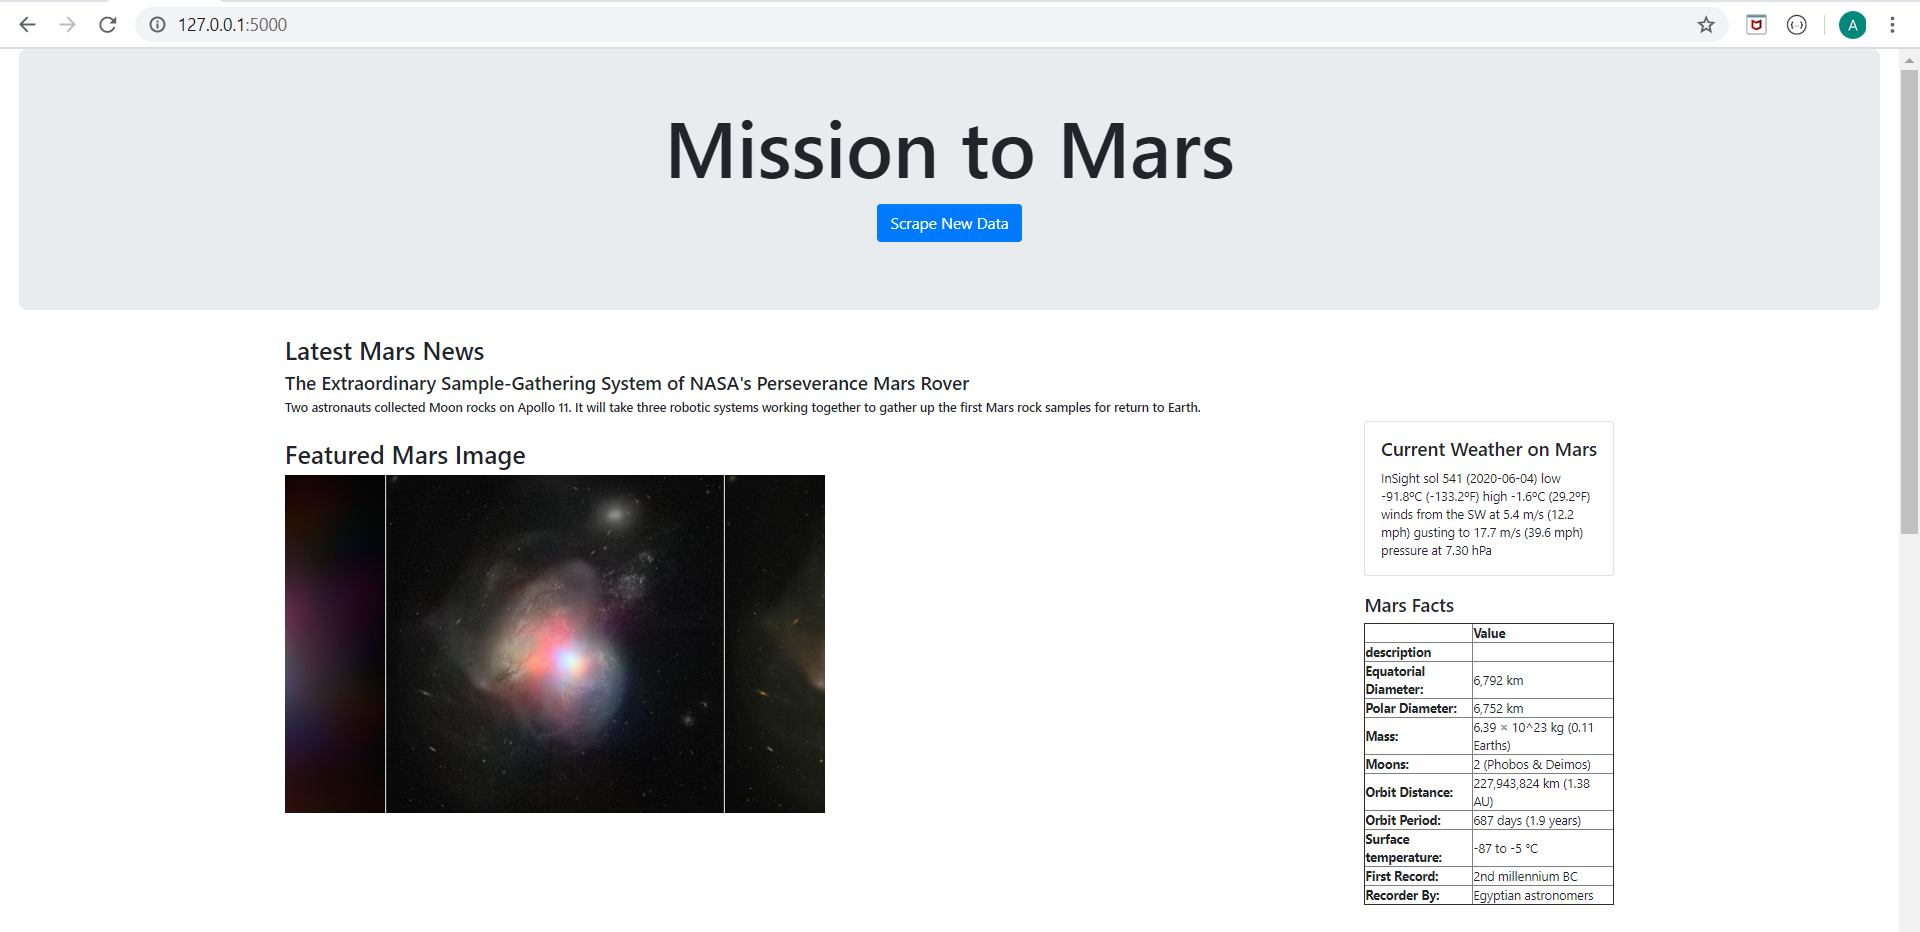 127.0.0.1:5000
A
Mission to Mars
Scrape New Data
Latest Mars News
The Extraordinary Sample-Gathering System of NASA's Perseverance Mars Rover
Two astronauts collected Moon rocks on Apollo 11. It will take three robotic systems working together to gather up the first Mars rock samples for return to Earth.
Featured Mars Image
Current Weather on Mars
InSight sol 541 (2020-06-04) low
-91.8ºC (-133.2ºF) high -1.6ºC (29.2ºF)
winds from the SW at 5.4 m/s (12.2
mph) gusting to 17.7 m/s (39.6 mph)
pressure at 7.30 hPa
Mars Facts
Value
description
Equatorial
Diameter:
6,792 km
Polar Diameter: 6,752 km
Mass:
6.39 × 10^23 kg (0.11
Earths)
Moons: 2 (Phobos & Deimos)
Orbit Distance:
227,943,824 km (1.38
AU)
Orbit Period: 687 days (1.9 years)
Surface
temperature:
-87 to -5 °C
First Record: 2nd millennium BC
Recorder By: Egyptian astronomers